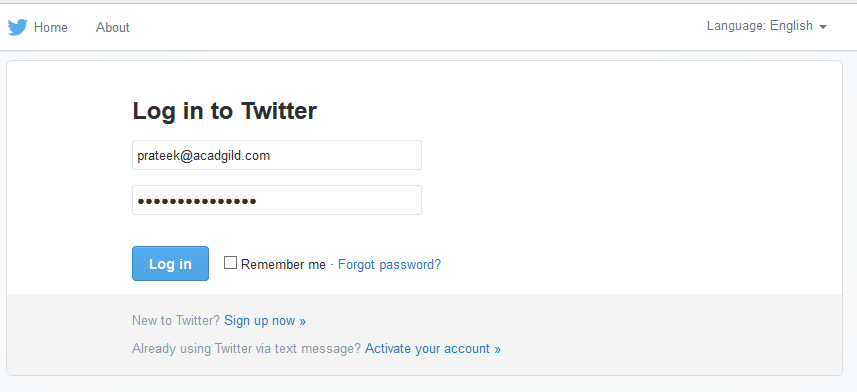 Home About Language: English
Log in to Twitter
prateek@acadgild.com
•••••••••••••••
Log in Remember me · Forgot password?
New to Twitter? Sign up now »
Already using Twitter via text message? Activate your account »